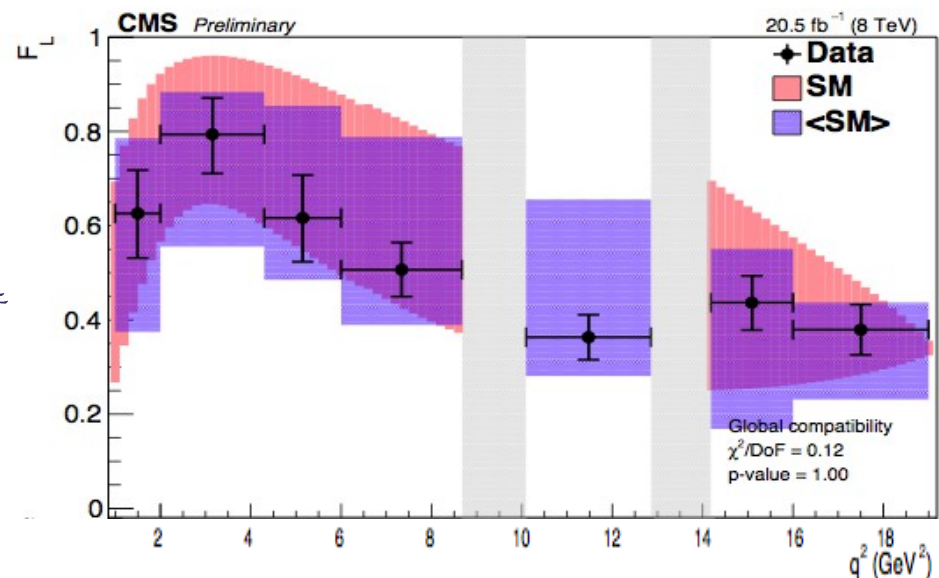 CMS Preliminary 20.5 fb⁻¹ (8 TeV)
F_L
1
0.8
0.6
0.4
0.2
0
Data
SM
<SM>
Global compatibility
χ²/DoF = 0.12
p-value = 1.00
2 4 6 8 10 12 14 16 18
q² (GeV²)